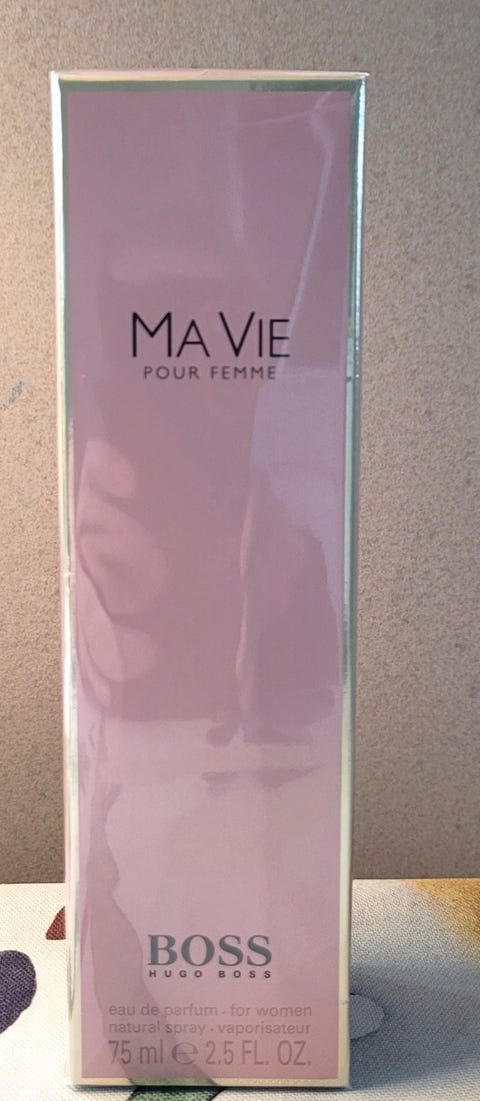 MA VIE
POUR FEMME
BOSS
HUGO BOSS
eau de parfum - for women
natural spray - vaporisateur
75 ml ℮ 2.5 FL. OZ.